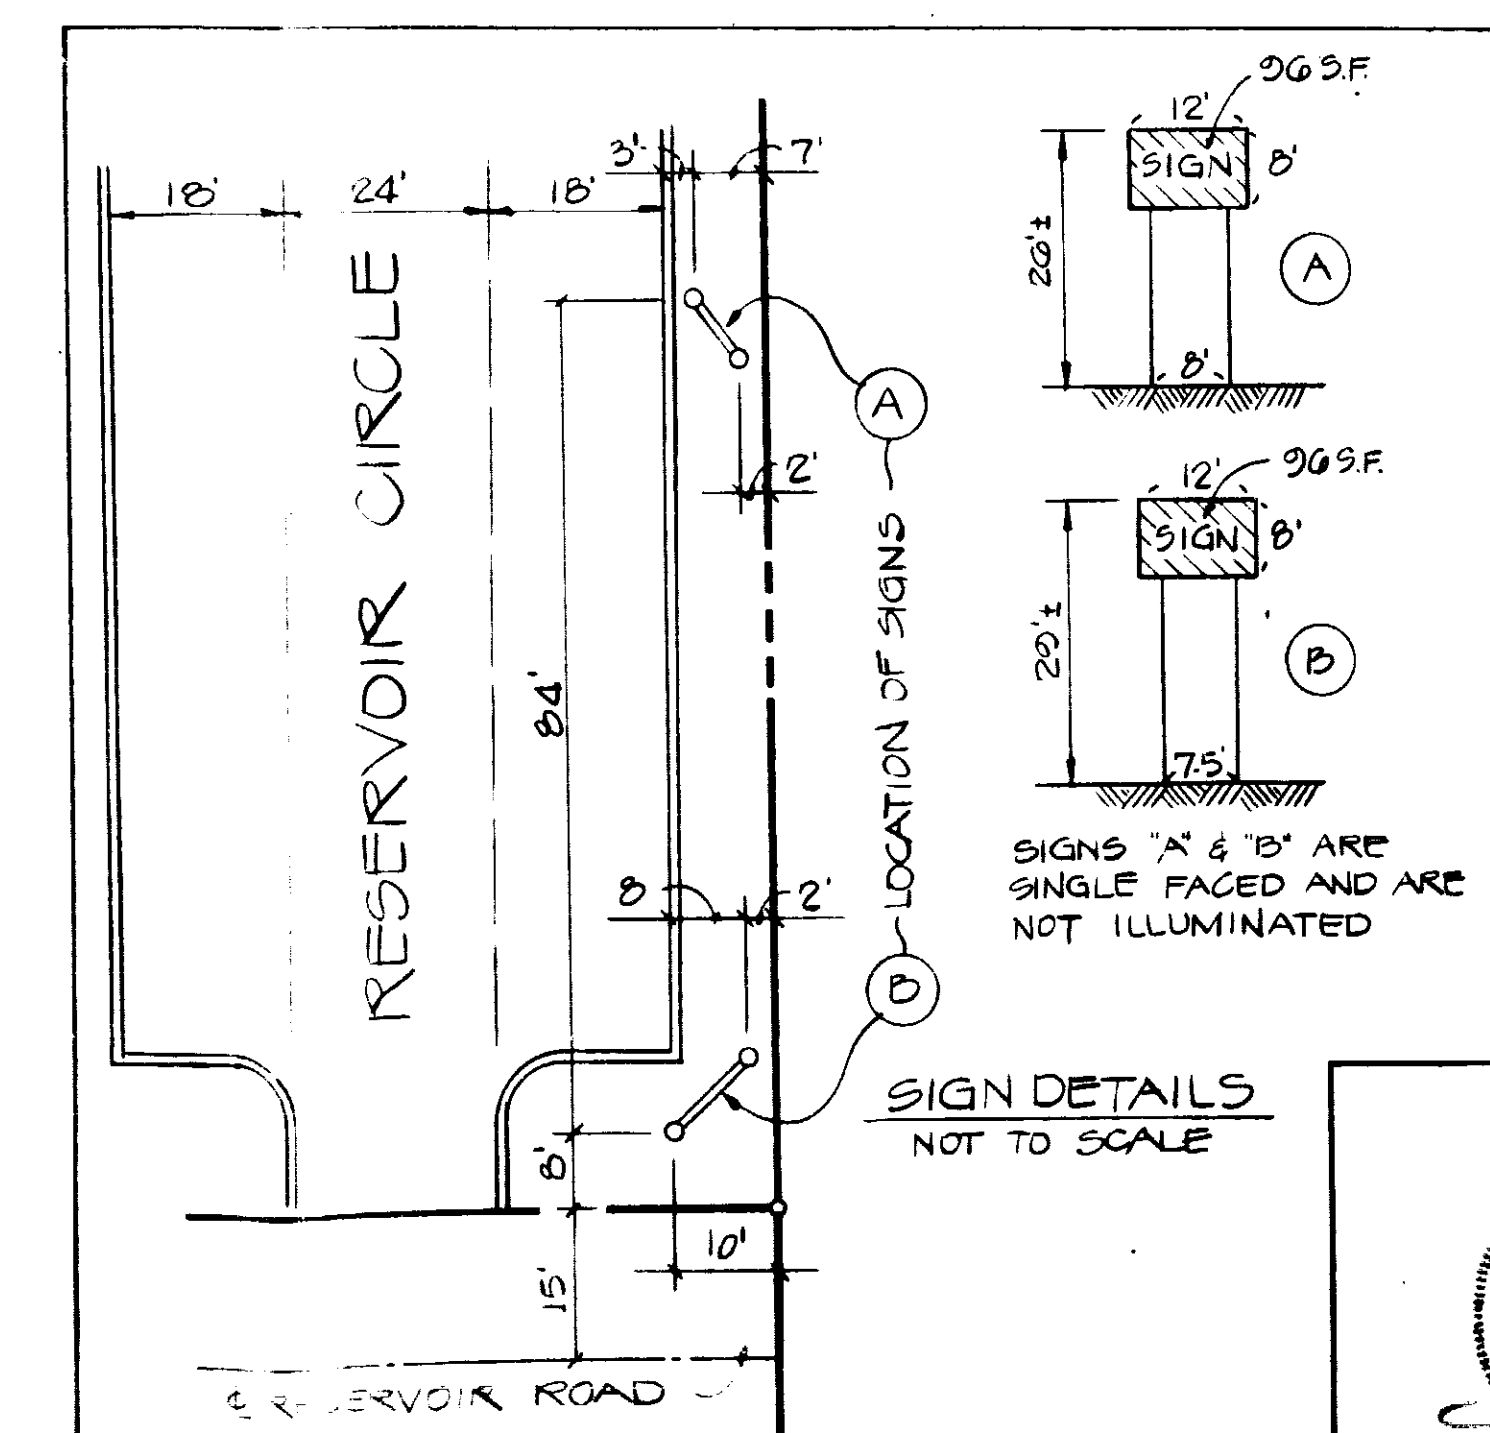 96 S.F.
12'
SIGN
8'
26'±
A
8'
3'
7'
18'
24'
18'
RESERVOIR CIRCLE
84'
A
2'
LOCATION OF SIGNS
8
2'
B
8'
10'
15'
℄ RESERVOIR ROAD
96 S.F.
12'
SIGN
8'
29'±
B
7.5'
SIGNS "A" & "B" ARE
SINGLE FACED AND ARE
NOT ILLUMINATED
SIGN DETAILS
NOT TO SCALE